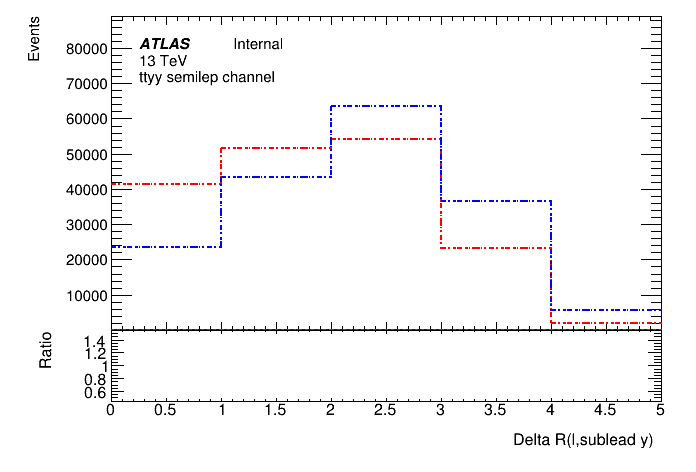 Events
ATLAS Internal
13 TeV
ttyy semilep channel
80000
70000
60000
50000
40000
30000
20000
10000
Ratio
1.4
1.2
1
0.8
0.6
0 0.5 1 1.5 2 2.5 3 3.5 4 4.5 5
Delta R(l,sublead y)